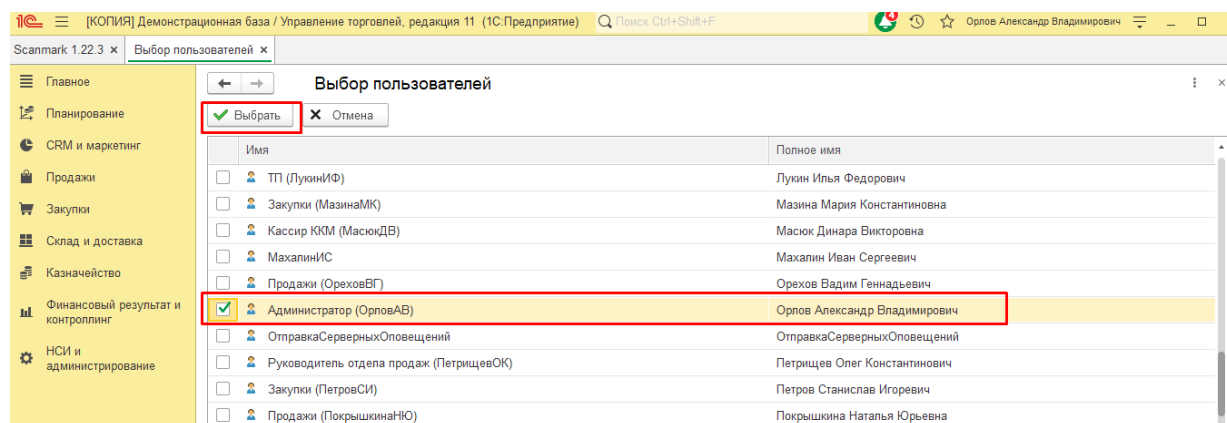 1С [КОПИЯ] Демонстрационная база / Управление торговлей, редакция 11 (1С:Предприятие) Поиск Ctrl+Shift+F 4 Орлов Александр Владимирович
Scanmark 1.22.3 × Выбор пользователей ×
Главное
Планирование
CRM и маркетинг
Продажи
Закупки
Склад и доставка
Казначейство
Финансовый результат и
контроллинг
НСИ и
администрирование
Выбор пользователей
Выбрать Отмена
Имя Полное имя
ТП (ЛукинИФ) Лукин Илья Федорович
Закупки (МазинаМК) Мазина Мария Константиновна
Кассир ККМ (МасюкДВ) Масюк Динара Викторовна
МахалинИС Махалин Иван Сергеевич
Продажи (ОреховВГ) Орехов Вадим Геннадьевич
Администратор (ОрловАВ) Орлов Александр Владимирович
ОтправкаСерверныхОповещений ОтправкаСерверныхОповещений
Руководитель отдела продаж (ПетрищевОК) Петрищев Олег Константинович
Закупки (ПетровСИ) Петров Станислав Игоревич
Продажи (ПокрышкинаНЮ) Покрышкина Наталья Юрьевна